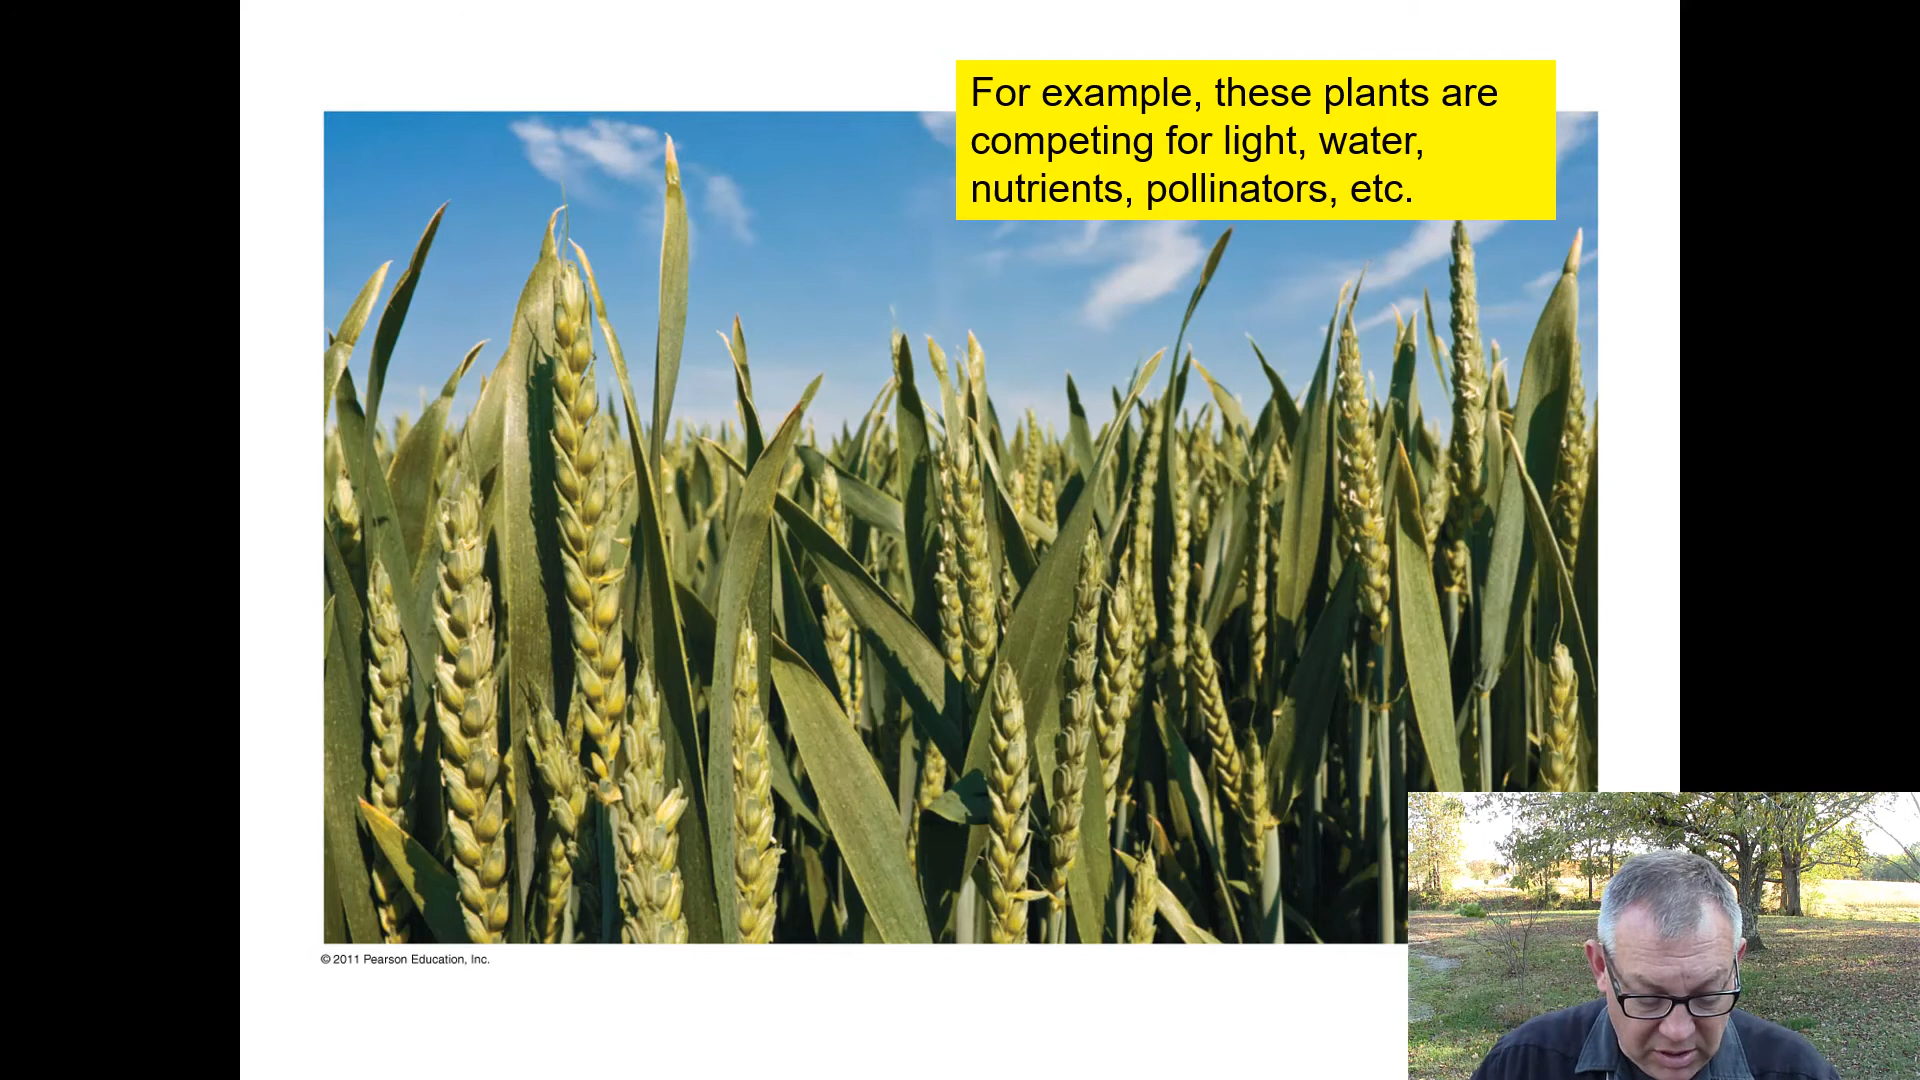 For example, these plants are
competing for light, water,
nutrients, pollinators, etc.
© 2011 Pearson Education, Inc.